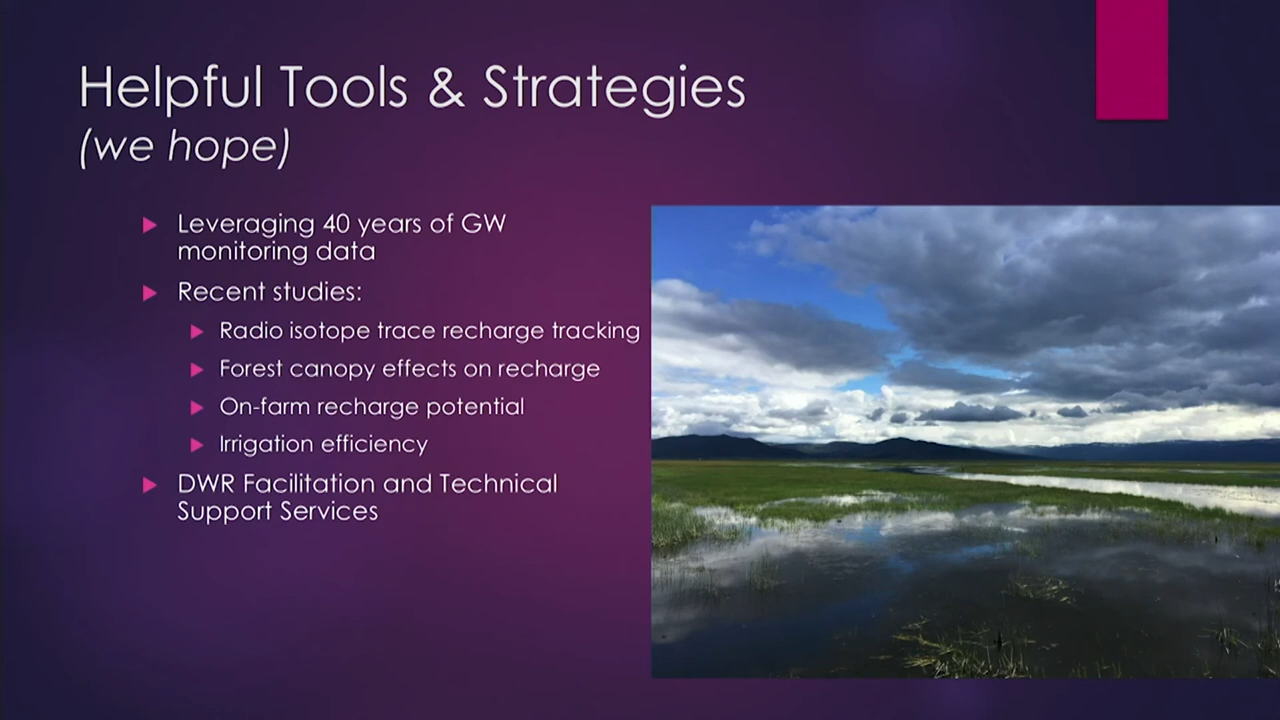 Helpful Tools & Strategies
(we hope)
Leveraging 40 years of GW
monitoring data
Recent studies:
Radio isotope trace recharge tracking
Forest canopy effects on recharge
On-farm recharge potential
Irrigation efficiency
DWR Facilitation and Technical
Support Services